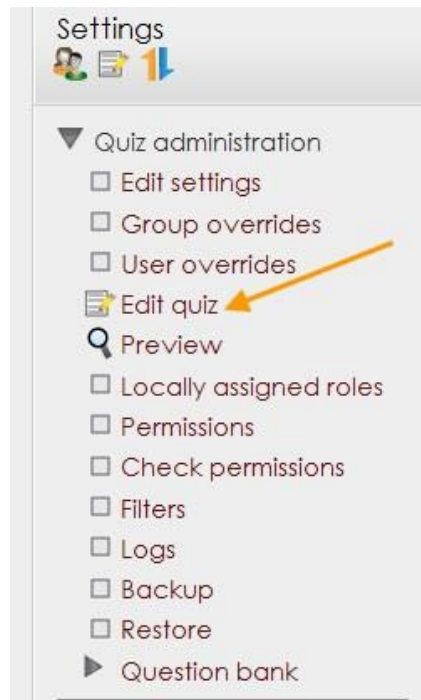 Settings
Quiz administration
Edit settings
Group overrides
User overrides
Edit quiz
Preview
Locally assigned roles
Permissions
Check permissions
Filters
Logs
Backup
Restore
Question bank